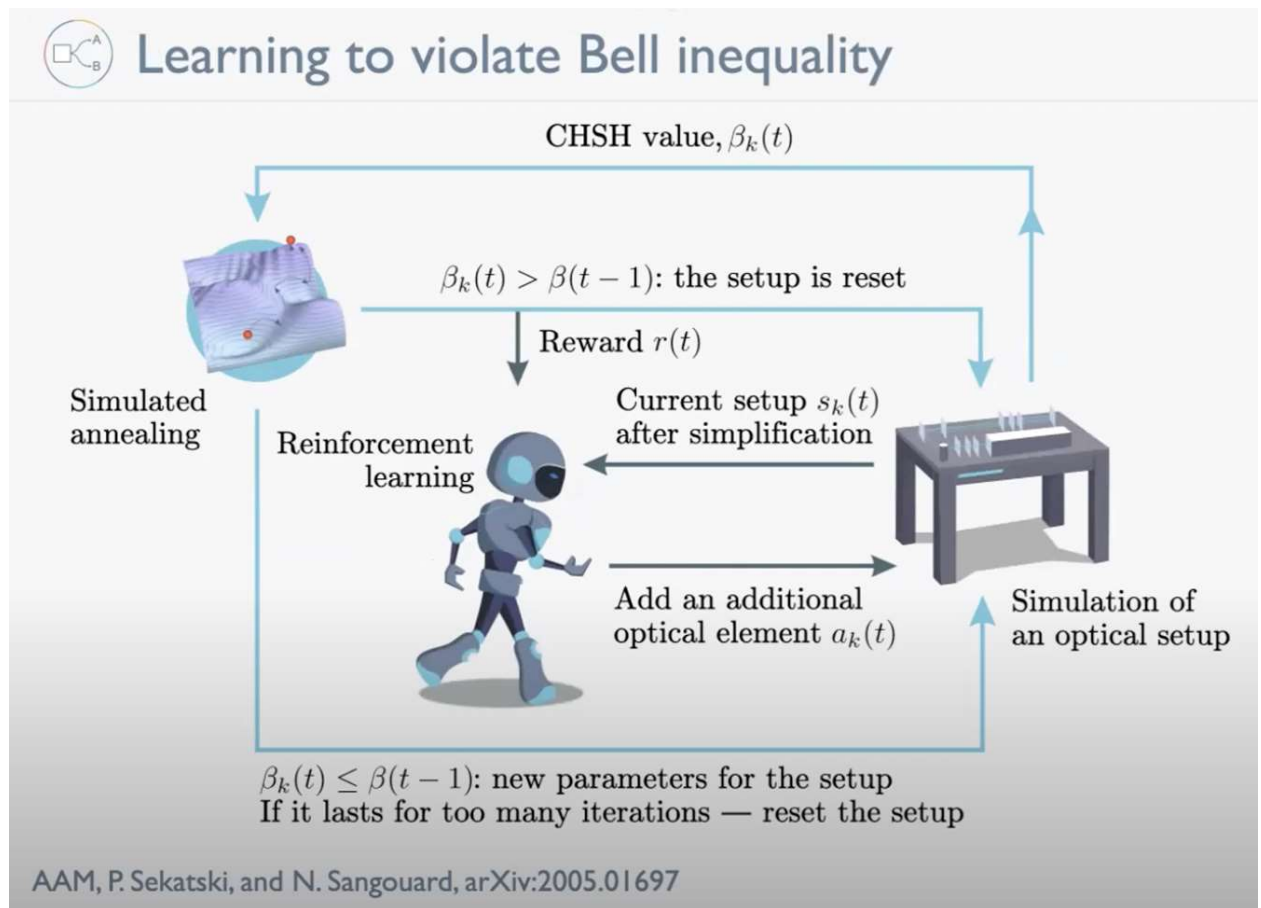 A
B
Learning to violate Bell inequality
CHSH value, βₖ(t)
βₖ(t) > β(t − 1): the setup is reset
Reward r(t)
Simulated
annealing
Current setup sₖ(t)
after simplification
Reinforcement
learning
Add an additional
optical element aₖ(t)
Simulation of
an optical setup
βₖ(t) ≤ β(t − 1): new parameters for the setup
If it lasts for too many iterations — reset the setup
AAM, P. Sekatski, and N. Sangouard, arXiv:2005.01697